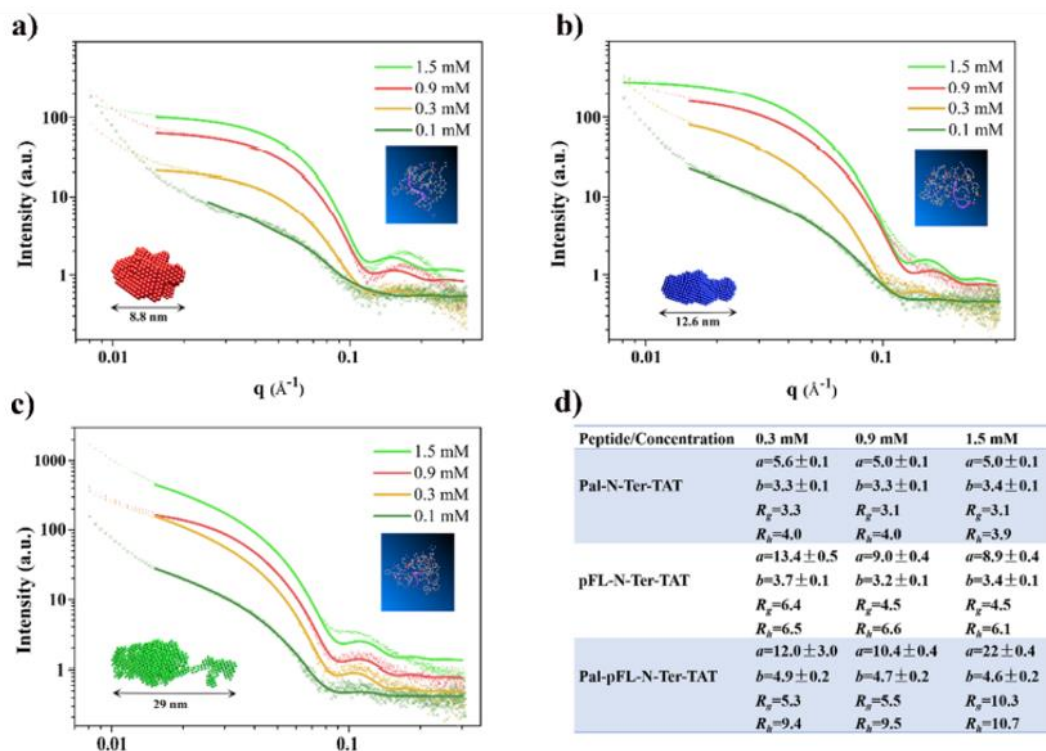 a)
Intensity (a.u.)
100
10
1
1.5 mM
0.9 mM
0.3 mM
0.1 mM
8.8 nm
0.01 0.1
q (Å-1)
b)
Intensity (a.u.)
100
10
1
1.5 mM
0.9 mM
0.3 mM
0.1 mM
12.6 nm
0.01 0.1
q (Å-1)
c)
Intensity (a.u.)
1000
100
10
1
1.5 mM
0.9 mM
0.3 mM
0.1 mM
29 nm
0.01 0.1
q (Å-1)
d)
Peptide/Concentration 0.3 mM 0.9 mM 1.5 mM
a=5.6±0.1 a=5.0±0.1 a=5.0±0.1
Pal-N-Ter-TAT b=3.3±0.1 b=3.3±0.1 b=3.4±0.1
Rg=3.3 Rg=3.1 Rg=3.1
Rh=4.0 Rh=4.0 Rh=3.9
a=13.4±0.5 a=9.0±0.4 a=8.9±0.4
pFL-N-Ter-TAT b=3.7±0.1 b=3.2±0.1 b=3.4±0.1
Rg=6.4 Rg=4.5 Rg=4.5
Rh=6.5 Rh=6.6 Rh=6.1
a=12.0±3.0 a=10.4±0.4 a=22±0.4
Pal-pFL-N-Ter-TAT b=4.9±0.2 b=4.7±0.2 b=4.6±0.2
Rg=5.3 Rg=5.5 Rg=10.3
Rh=9.4 Rh=9.5 Rh=10.7